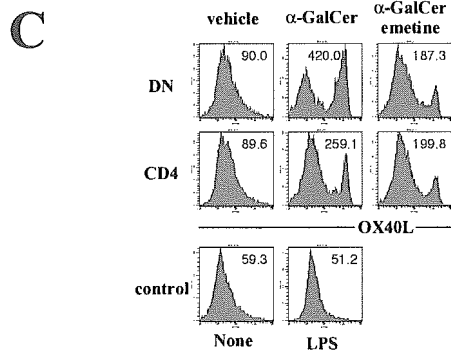 C
vehicle α-GalCer α-GalCer
emetine
DN 90.0 420.0 187.3
CD4 89.6 259.1 199.8
OX40L
control 59.3 51.2
None LPS